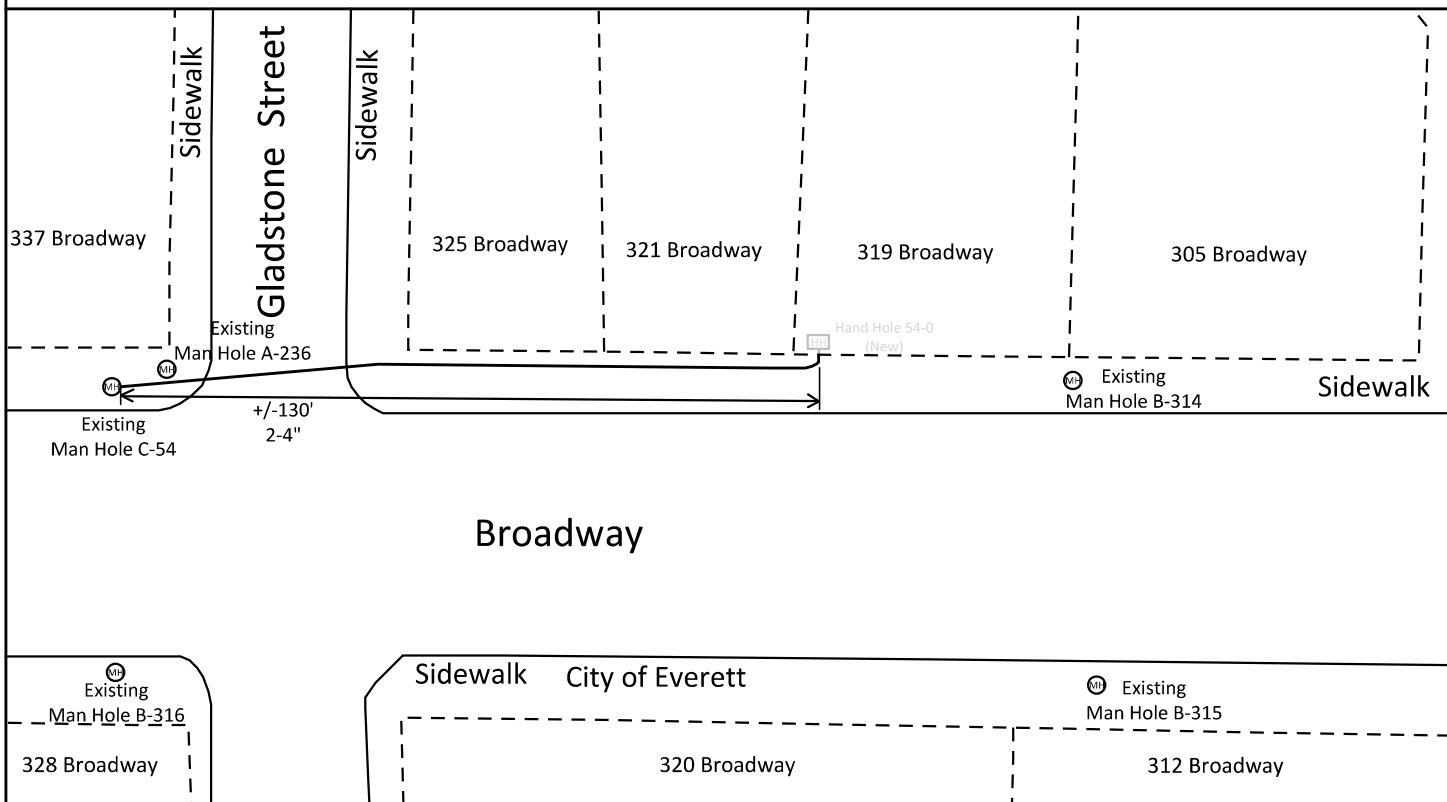 Sidewalk
Gladstone Street
Sidewalk
337 Broadway
325 Broadway
321 Broadway
319 Broadway
305 Broadway
Existing
Man Hole A-236
MH
MH
Hand Hole 54-0
(New)
HH
MH
Existing
Man Hole B-314
Sidewalk
+/-130'
2-4"
Existing
Man Hole C-54
Broadway
MH
Existing
Man Hole B-316
328 Broadway
Sidewalk
City of Everett
MH
Existing
Man Hole B-315
320 Broadway
312 Broadway